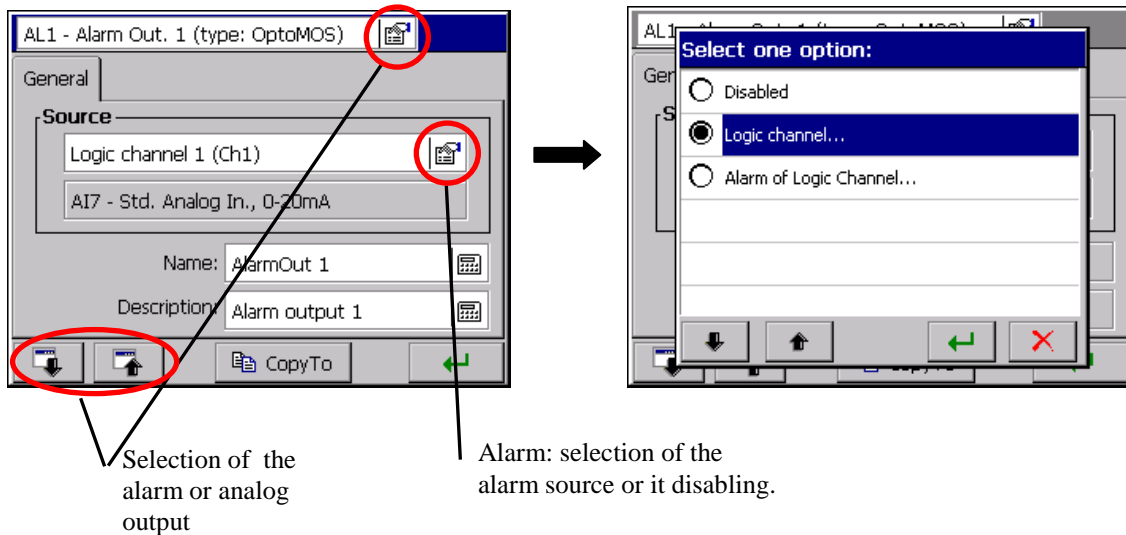 AL1 - Alarm Out. 1 (type: OptoMOS)
General
Source
Logic channel 1 (Ch1)
AI7 - Std. Analog In., 0-20mA
Name: AlarmOut 1
Description: Alarm output 1
CopyTo
AL1
Select one option:
Disabled
Logic channel...
Alarm of Logic Channel...
Selection of the
alarm or analog
output
Alarm: selection of the
alarm source or it disabling.